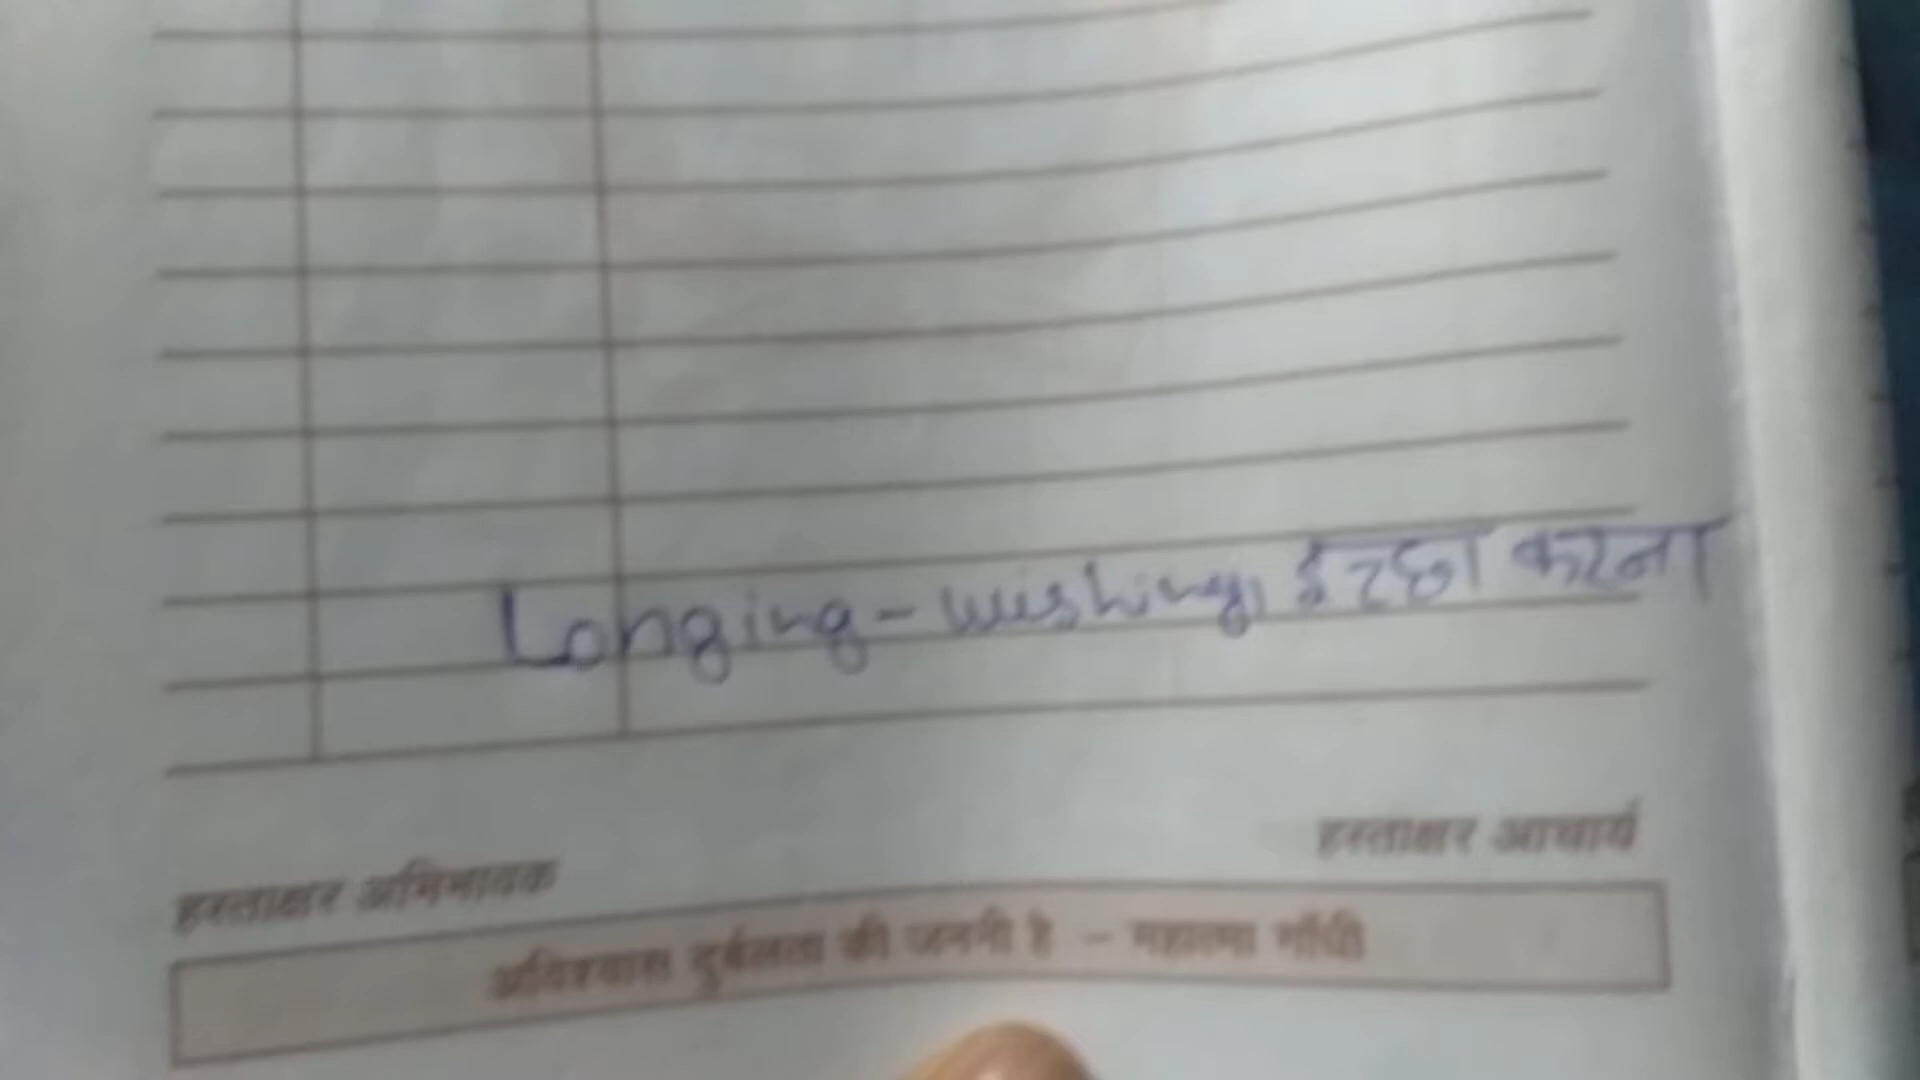 Longing - wishing, इच्छा करना
हस्ताक्षर आचार्य
हस्ताक्षर अभिभावक
अविश्वास दुर्बलता की जननी है - महात्मा गाँधी